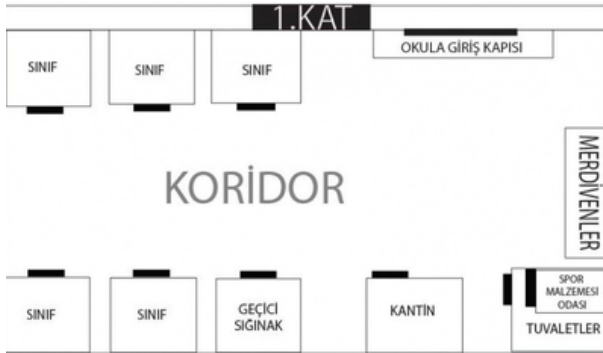 1.KAT
OKULA GİRİŞ KAPISI
SINIF
SINIF
SINIF
KORİDOR
MERDİVENLER
SINIF
SINIF
GEÇİCİ
SIĞINAK
KANTİN
SPOR
MALZEMESİ
ODASI
TUVALETLER